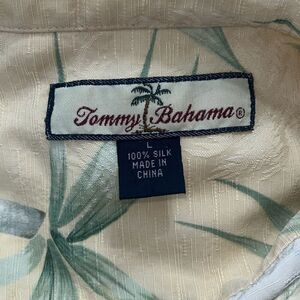 Tommy Bahama®
L
100% SILK
MADE IN
CHINA